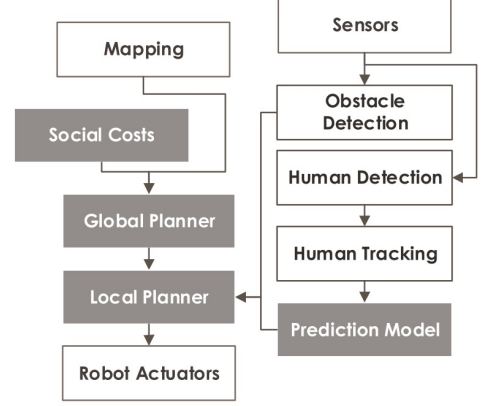 Sensors
Mapping
Obstacle
Detection
Social Costs
Human Detection
Global Planner
Human Tracking
Local Planner
Prediction Model
Robot Actuators